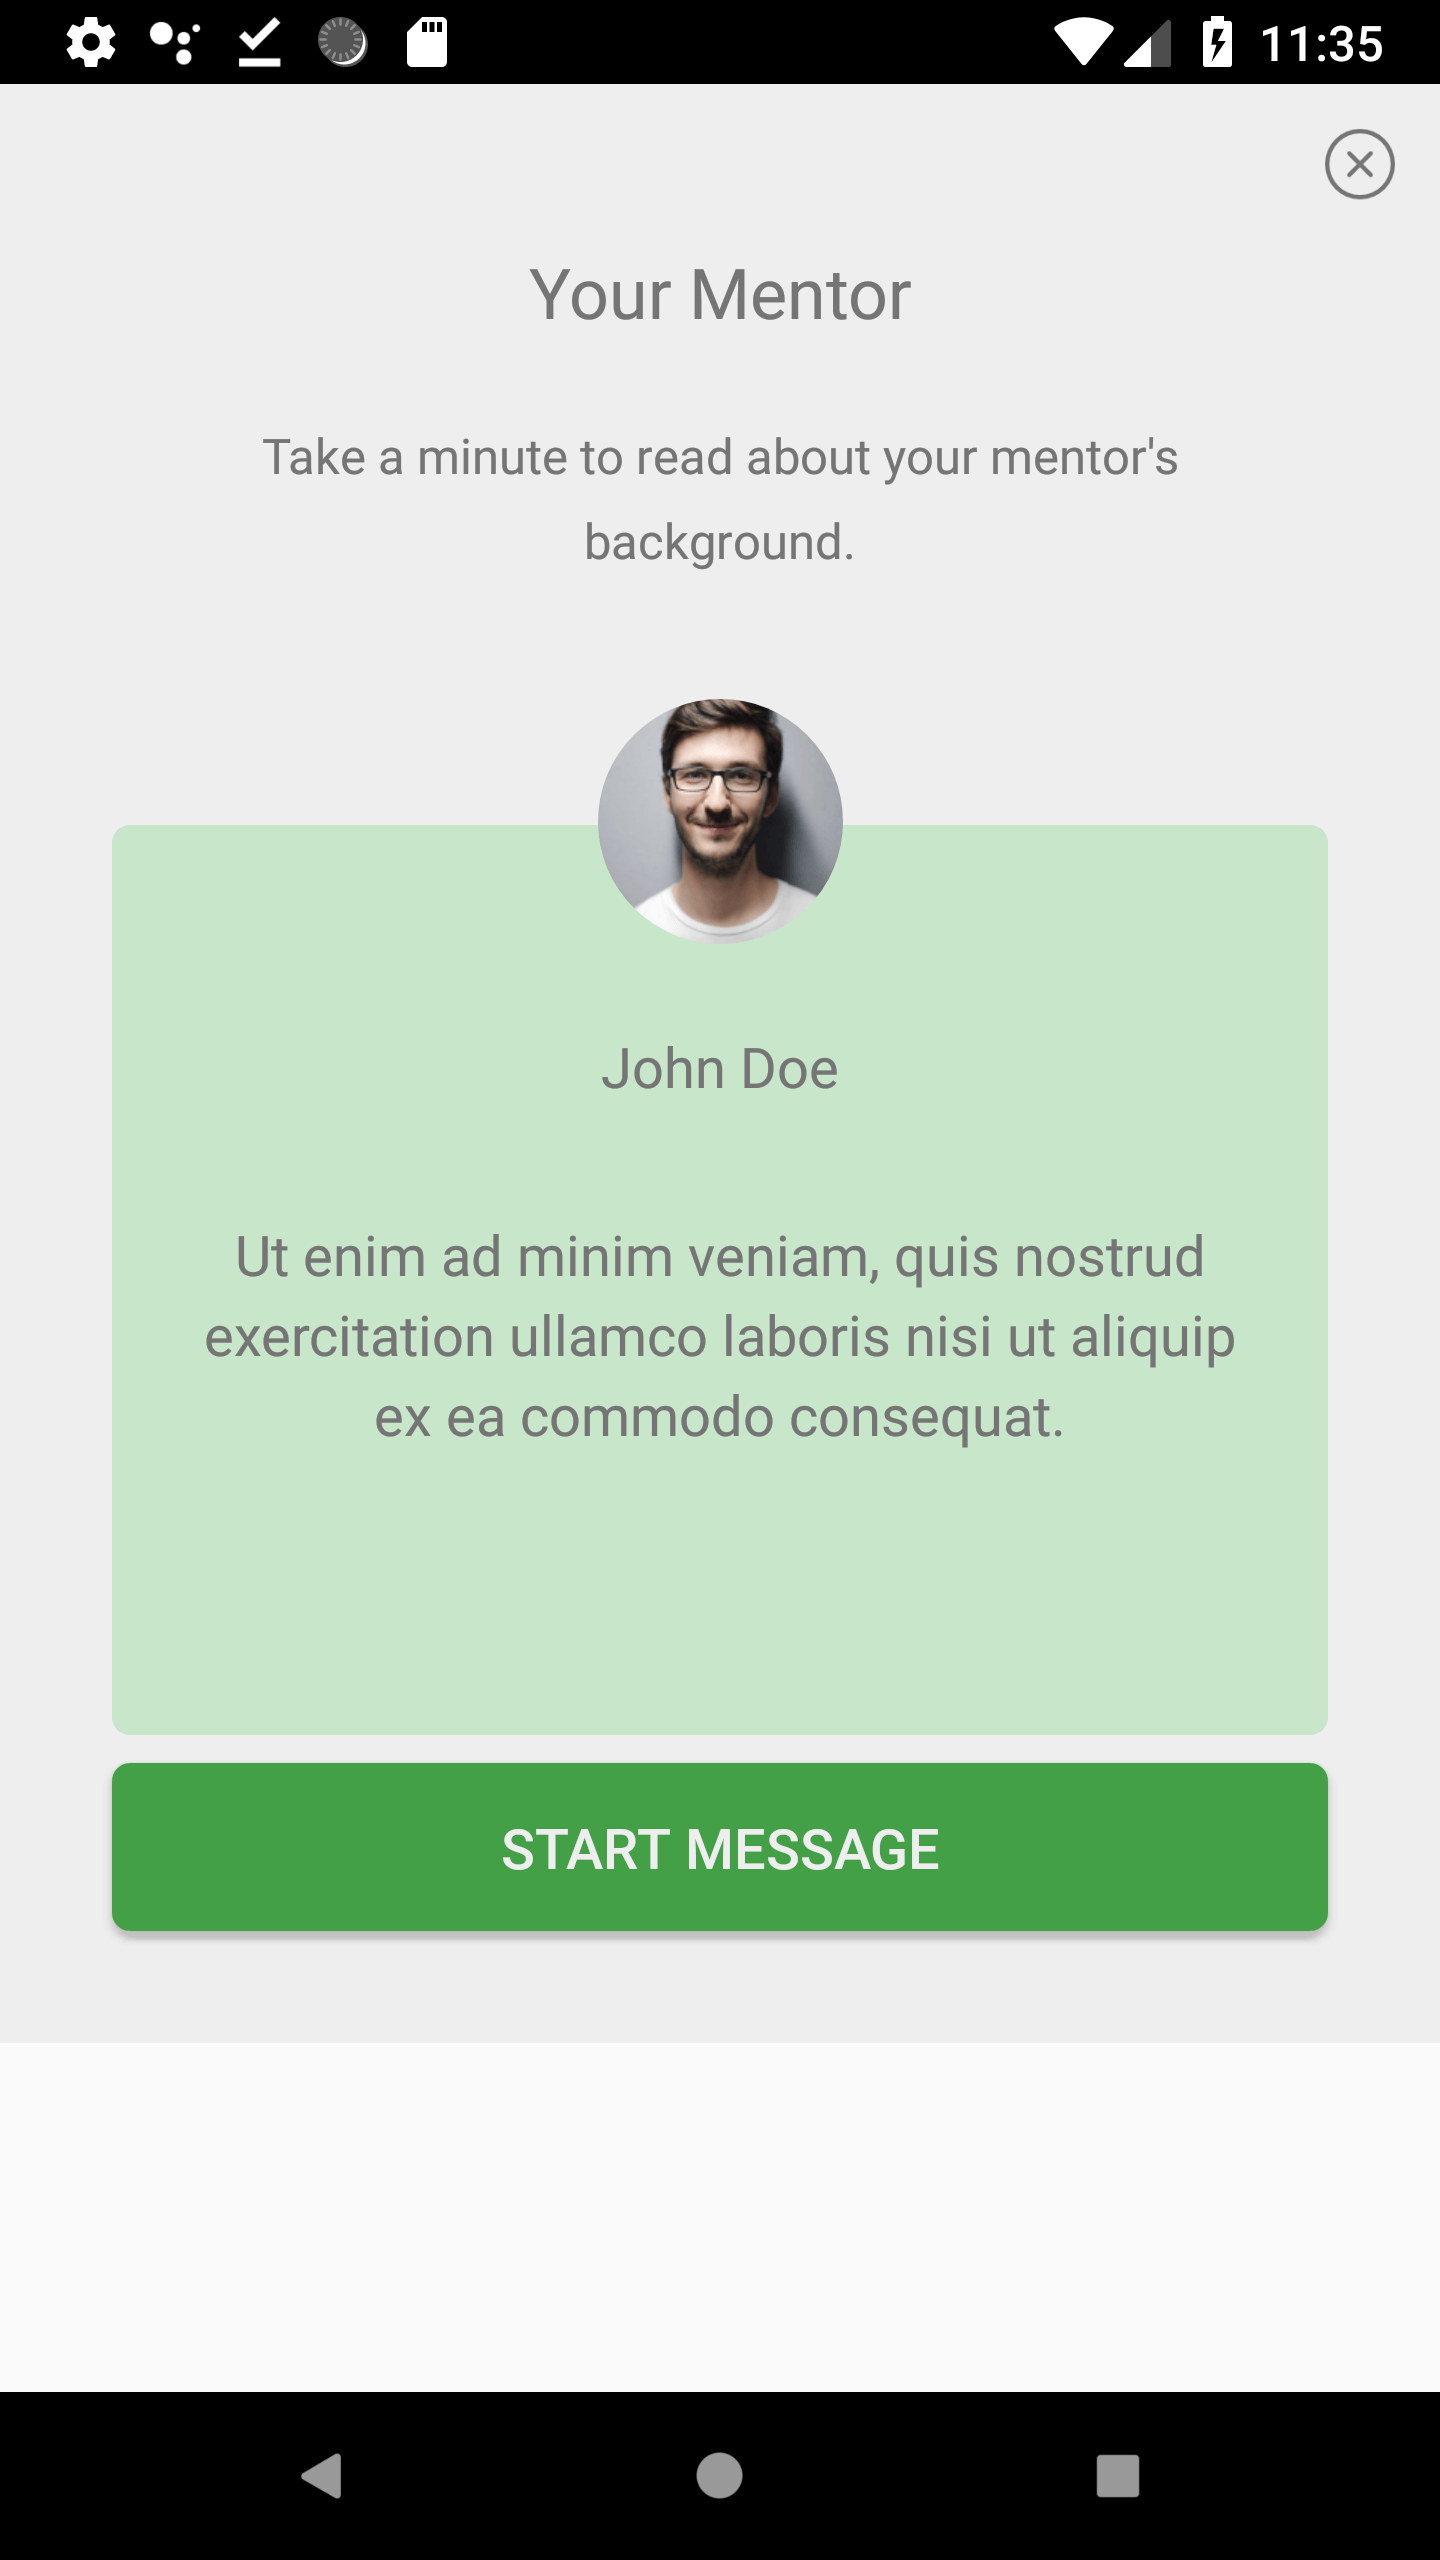 11:35
Your Mentor
Take a minute to read about your mentor's
background.
John Doe
Ut enim ad minim veniam, quis nostrud
exercitation ullamco laboris nisi ut aliquip
ex ea commodo consequat.
START MESSAGE